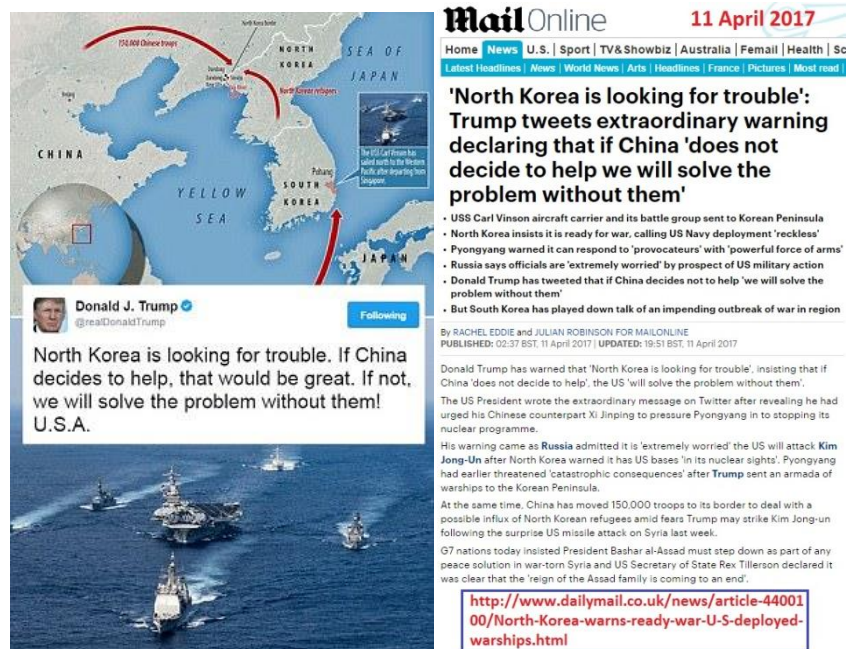 150,000 Chinese troops
North Korea border
NORTH
KOREA
SEA OF
JAPAN
North Korean refugees
CHINA
The USS Carl Vinson has
sailed north to the Western
Pacific after departing from
Singapore.
Pohang
SOUTH
KOREA
YELLOW
SEA
JAPAN
Donald J. Trump
@realDonaldTrump
Following
North Korea is looking for trouble. If China
decides to help, that would be great. If not,
we will solve the problem without them!
U.S.A.
Mail Online
11 April 2017
Home News U.S. | Sport | TV&Showbiz | Australia | Femail | Health | Sc
Latest Headlines | News | World News | Arts | Headlines | France | Pictures | Most read |
'North Korea is looking for trouble':
Trump tweets extraordinary warning
declaring that if China 'does not
decide to help we will solve the
problem without them'
• USS Carl Vinson aircraft carrier and its battle group sent to Korean Peninsula
• North Korea insists it is ready for war, calling US Navy deployment 'reckless'
• Pyongyang warned it can respond to 'provocateurs' with 'powerful force of arms'
• Russia says officials are 'extremely worried' by prospect of US military action
• Donald Trump has tweeted that if China decides not to help 'we will solve the
problem without them'
• But South Korea has played down talk of an impending outbreak of war in region
By RACHEL EDDIE and JULIAN ROBINSON FOR MAILONLINE
PUBLISHED: 02:37 BST, 11 April 2017 | UPDATED: 19:51 BST, 11 April 2017
Donald Trump has warned that 'North Korea is looking for trouble', insisting that if
China 'does not decide to help', the US 'will solve the problem without them'.
The US President wrote the extraordinary message on Twitter after revealing he had
urged his Chinese counterpart Xi Jinping to pressure Pyongyang in to stopping its
nuclear programme.
His warning came as Russia admitted it is 'extremely worried' the US will attack Kim
Jong-Un after North Korea warned it has US bases 'in its nuclear sights'. Pyongyang
had earlier threatened 'catastrophic consequences' after Trump sent an armada of
warships to the Korean Peninsula.
At the same time, China has moved 150,000 troops to its border to deal with a
possible influx of North Korean refugees amid fears Trump may strike Kim Jong-un
following the surprise US missile attack on Syria last week.
G7 nations today insisted President Bashar al-Assad must step down as part of any
peace solution in war-torn Syria and US Secretary of State Rex Tillerson declared it
was clear that the 'reign of the Assad family is coming to an end'.
http://www.dailymail.co.uk/news/article-44001
00/North-Korea-warns-ready-war-U-S-deployed-
warships.html